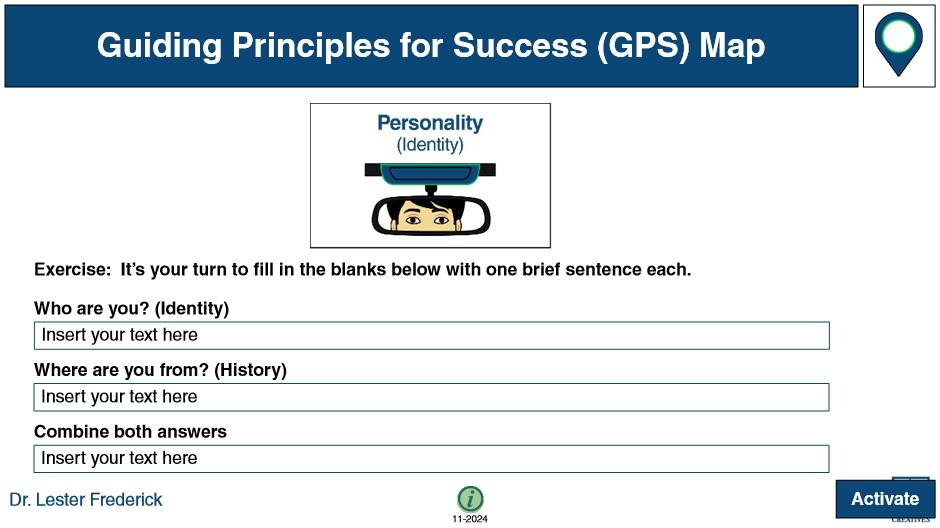 Guiding Principles for Success (GPS) Map
Personality
(Identity)
Exercise:  It's your turn to fill in the blanks below with one brief sentence each.
Who are you? (Identity)
Insert your text here
Where are you from? (History)
Insert your text here
Combine both answers
Insert your text here
Dr. Lester Frederick
i
11-2024
Activate
CREATIVES